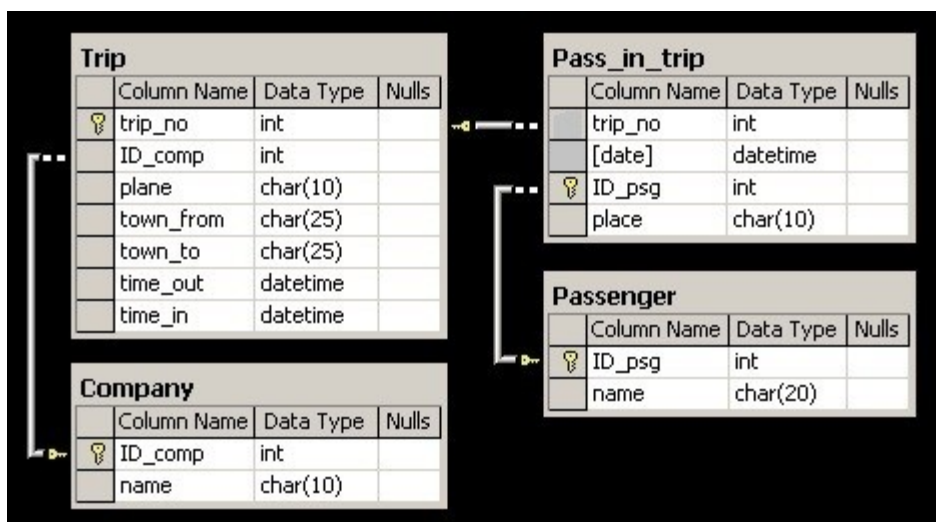 Trip
Column Name Data Type Nulls
trip_no int
ID_comp int
plane char(10)
town_from char(25)
town_to char(25)
time_out datetime
time_in datetime
Company
Column Name Data Type Nulls
ID_comp int
name char(10)
Pass_in_trip
Column Name Data Type Nulls
trip_no int
[date] datetime
ID_psg int
place char(10)
Passenger
Column Name Data Type Nulls
ID_psg int
name char(20)